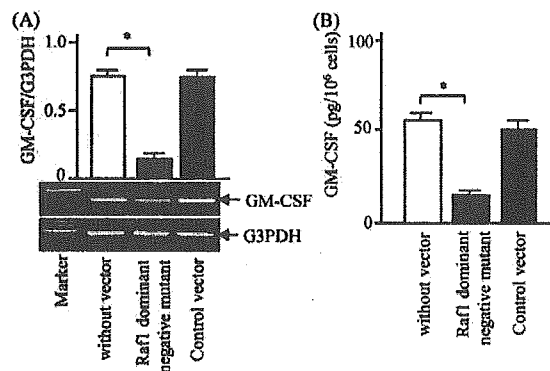 (A)
*
GM-CSF/G3PDH
1.0
0.5
0
GM-CSF
G3PDH
Marker
without vector
Raf1 dominant
negative mutant
Control vector
(B)
*
GM-CSF (pg/10⁶ cells)
100
50
0
without vector
Raf1 dominant
negative mutant
Control vector